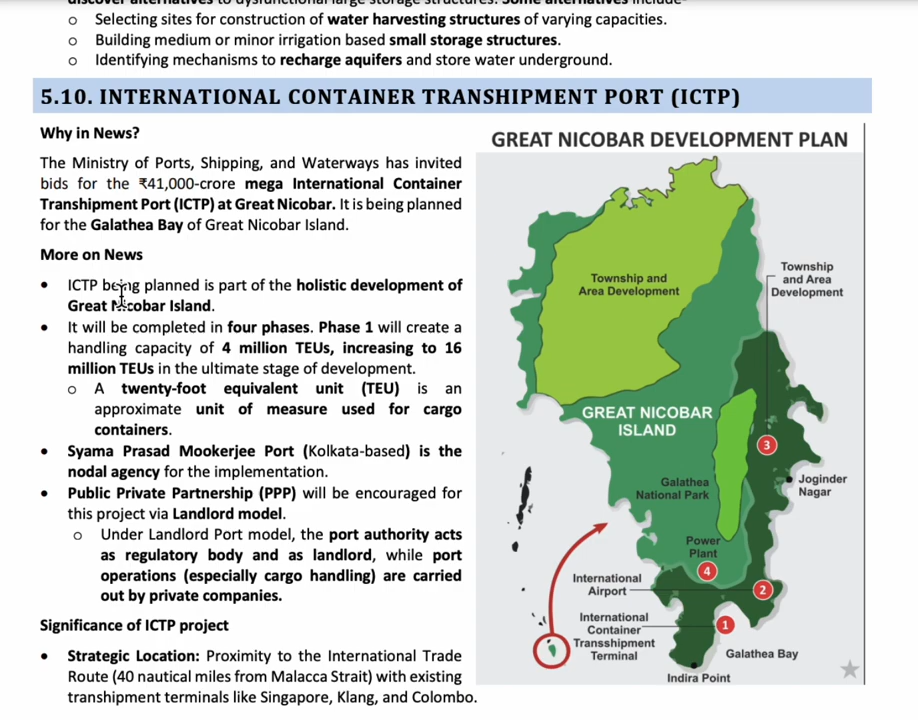 discover alternatives to dysfunctional large storage structures. Some alternatives include-
o Selecting sites for construction of water harvesting structures of varying capacities.
o Building medium or minor irrigation based small storage structures.
o Identifying mechanisms to recharge aquifers and store water underground.
5.10. INTERNATIONAL CONTAINER TRANSHIPMENT PORT (ICTP)
Why in News?
The Ministry of Ports, Shipping, and Waterways has invited
bids for the ₹41,000-crore mega International Container
Transhipment Port (ICTP) at Great Nicobar. It is being planned
for the Galathea Bay of Great Nicobar Island.
More on News
• ICTP being planned is part of the holistic development of
Great Nicobar Island.
• It will be completed in four phases. Phase 1 will create a
handling capacity of 4 million TEUs, increasing to 16
million TEUs in the ultimate stage of development.
o A twenty-foot equivalent unit (TEU) is an
approximate unit of measure used for cargo
containers.
• Syama Prasad Mookerjee Port (Kolkata-based) is the
nodal agency for the implementation.
• Public Private Partnership (PPP) will be encouraged for
this project via Landlord model.
o Under Landlord Port model, the port authority acts
as regulatory body and as landlord, while port
operations (especially cargo handling) are carried
out by private companies.
Significance of ICTP project
• Strategic Location: Proximity to the International Trade
Route (40 nautical miles from Malacca Strait) with existing
transhipment terminals like Singapore, Klang, and Colombo.
GREAT NICOBAR DEVELOPMENT PLAN
Township and
Area Development
Township
and Area
Development
GREAT NICOBAR
ISLAND
3
Galathea
National Park
Joginder
Nagar
Power
Plant
4
International
Airport
2
International
Container
Transshipment
Terminal
1
Galathea Bay
Indira Point